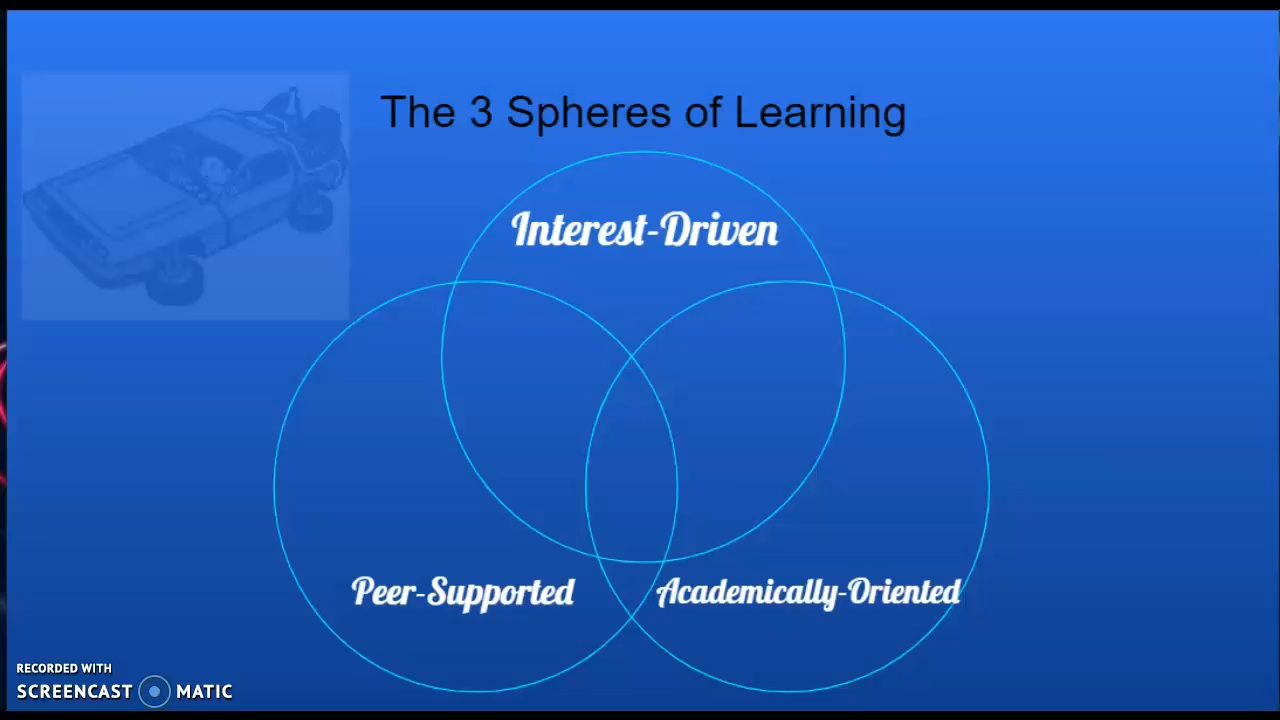 The 3 Spheres of Learning
Interest-Driven
Peer-Supported
Academically-Oriented
RECORDED WITH
SCREENCAST MATIC